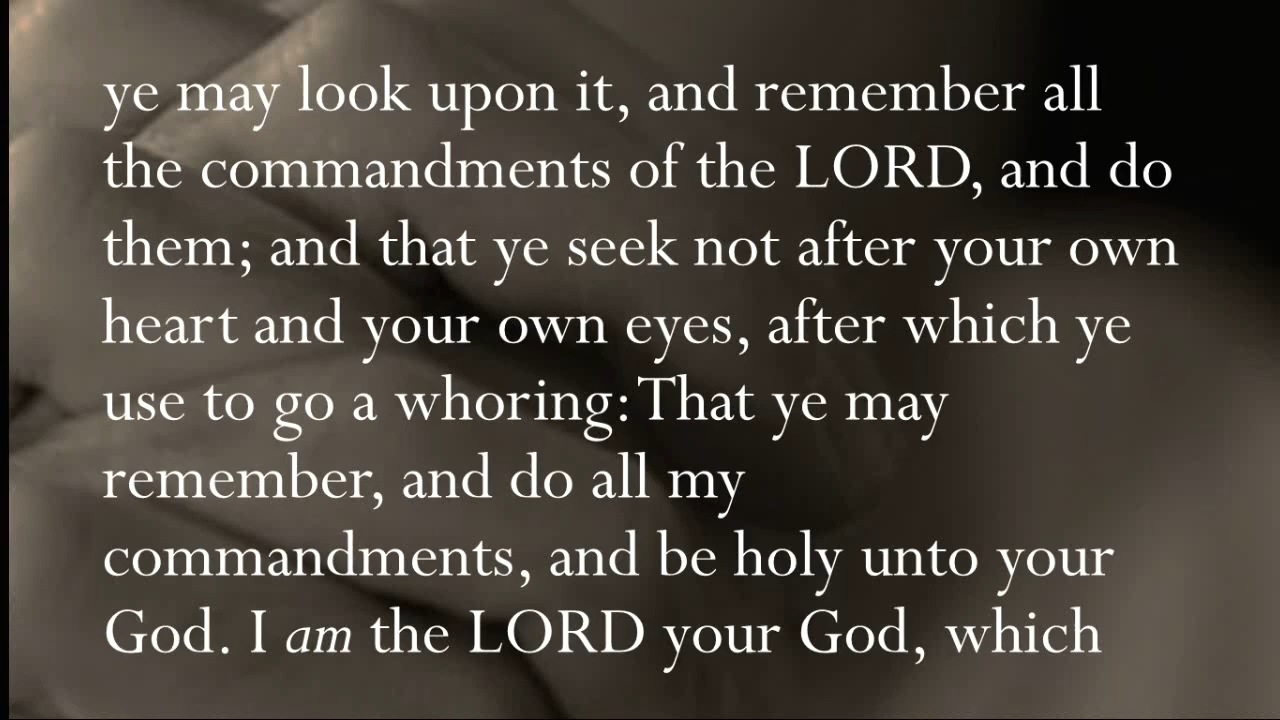 ye may look upon it, and remember all
the commandments of the LORD, and do
them; and that ye seek not after your own
heart and your own eyes, after which ye
use to go a whoring: That ye may
remember, and do all my
commandments, and be holy unto your
God. I am the LORD your God, which